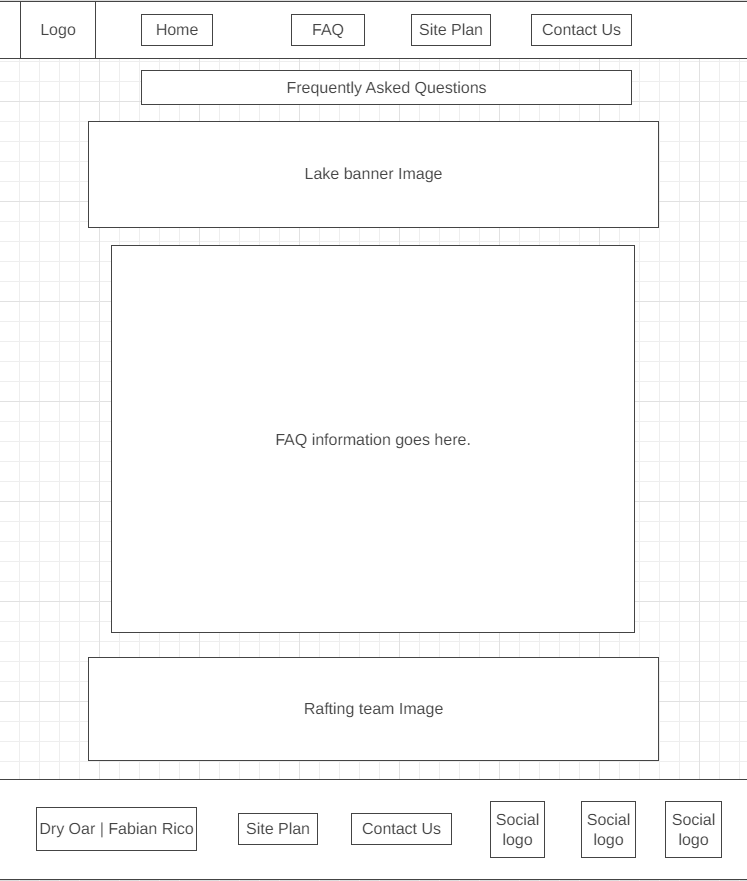 Logo
Home
FAQ
Site Plan
Contact Us
Frequently Asked Questions
Lake banner Image
FAQ information goes here.
Rafting team Image
Dry Oar | Fabian Rico
Site Plan
Contact Us
Social
logo
Social
logo
Social
logo